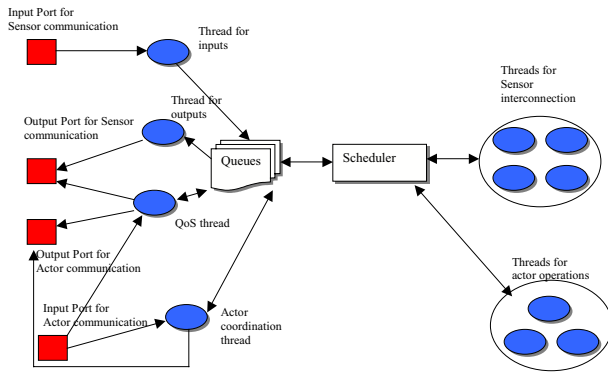 Input Port for
Sensor communication
Thread for
inputs
Output Port for Sensor
communication
Thread for
outputs
Queues
Scheduler
Threads for
Sensor
interconnection
QoS thread
Output Port for
Actor communication
Input Port for
Actor communication
Actor
coordination
thread
Threads for
actor operations